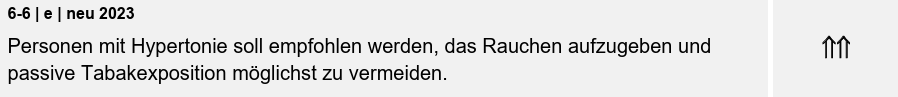 6-6 | e | neu 2023
Personen mit Hypertonie soll empfohlen werden, das Rauchen aufzugeben und
passive Tabakexposition möglichst zu vermeiden.
⇑⇑